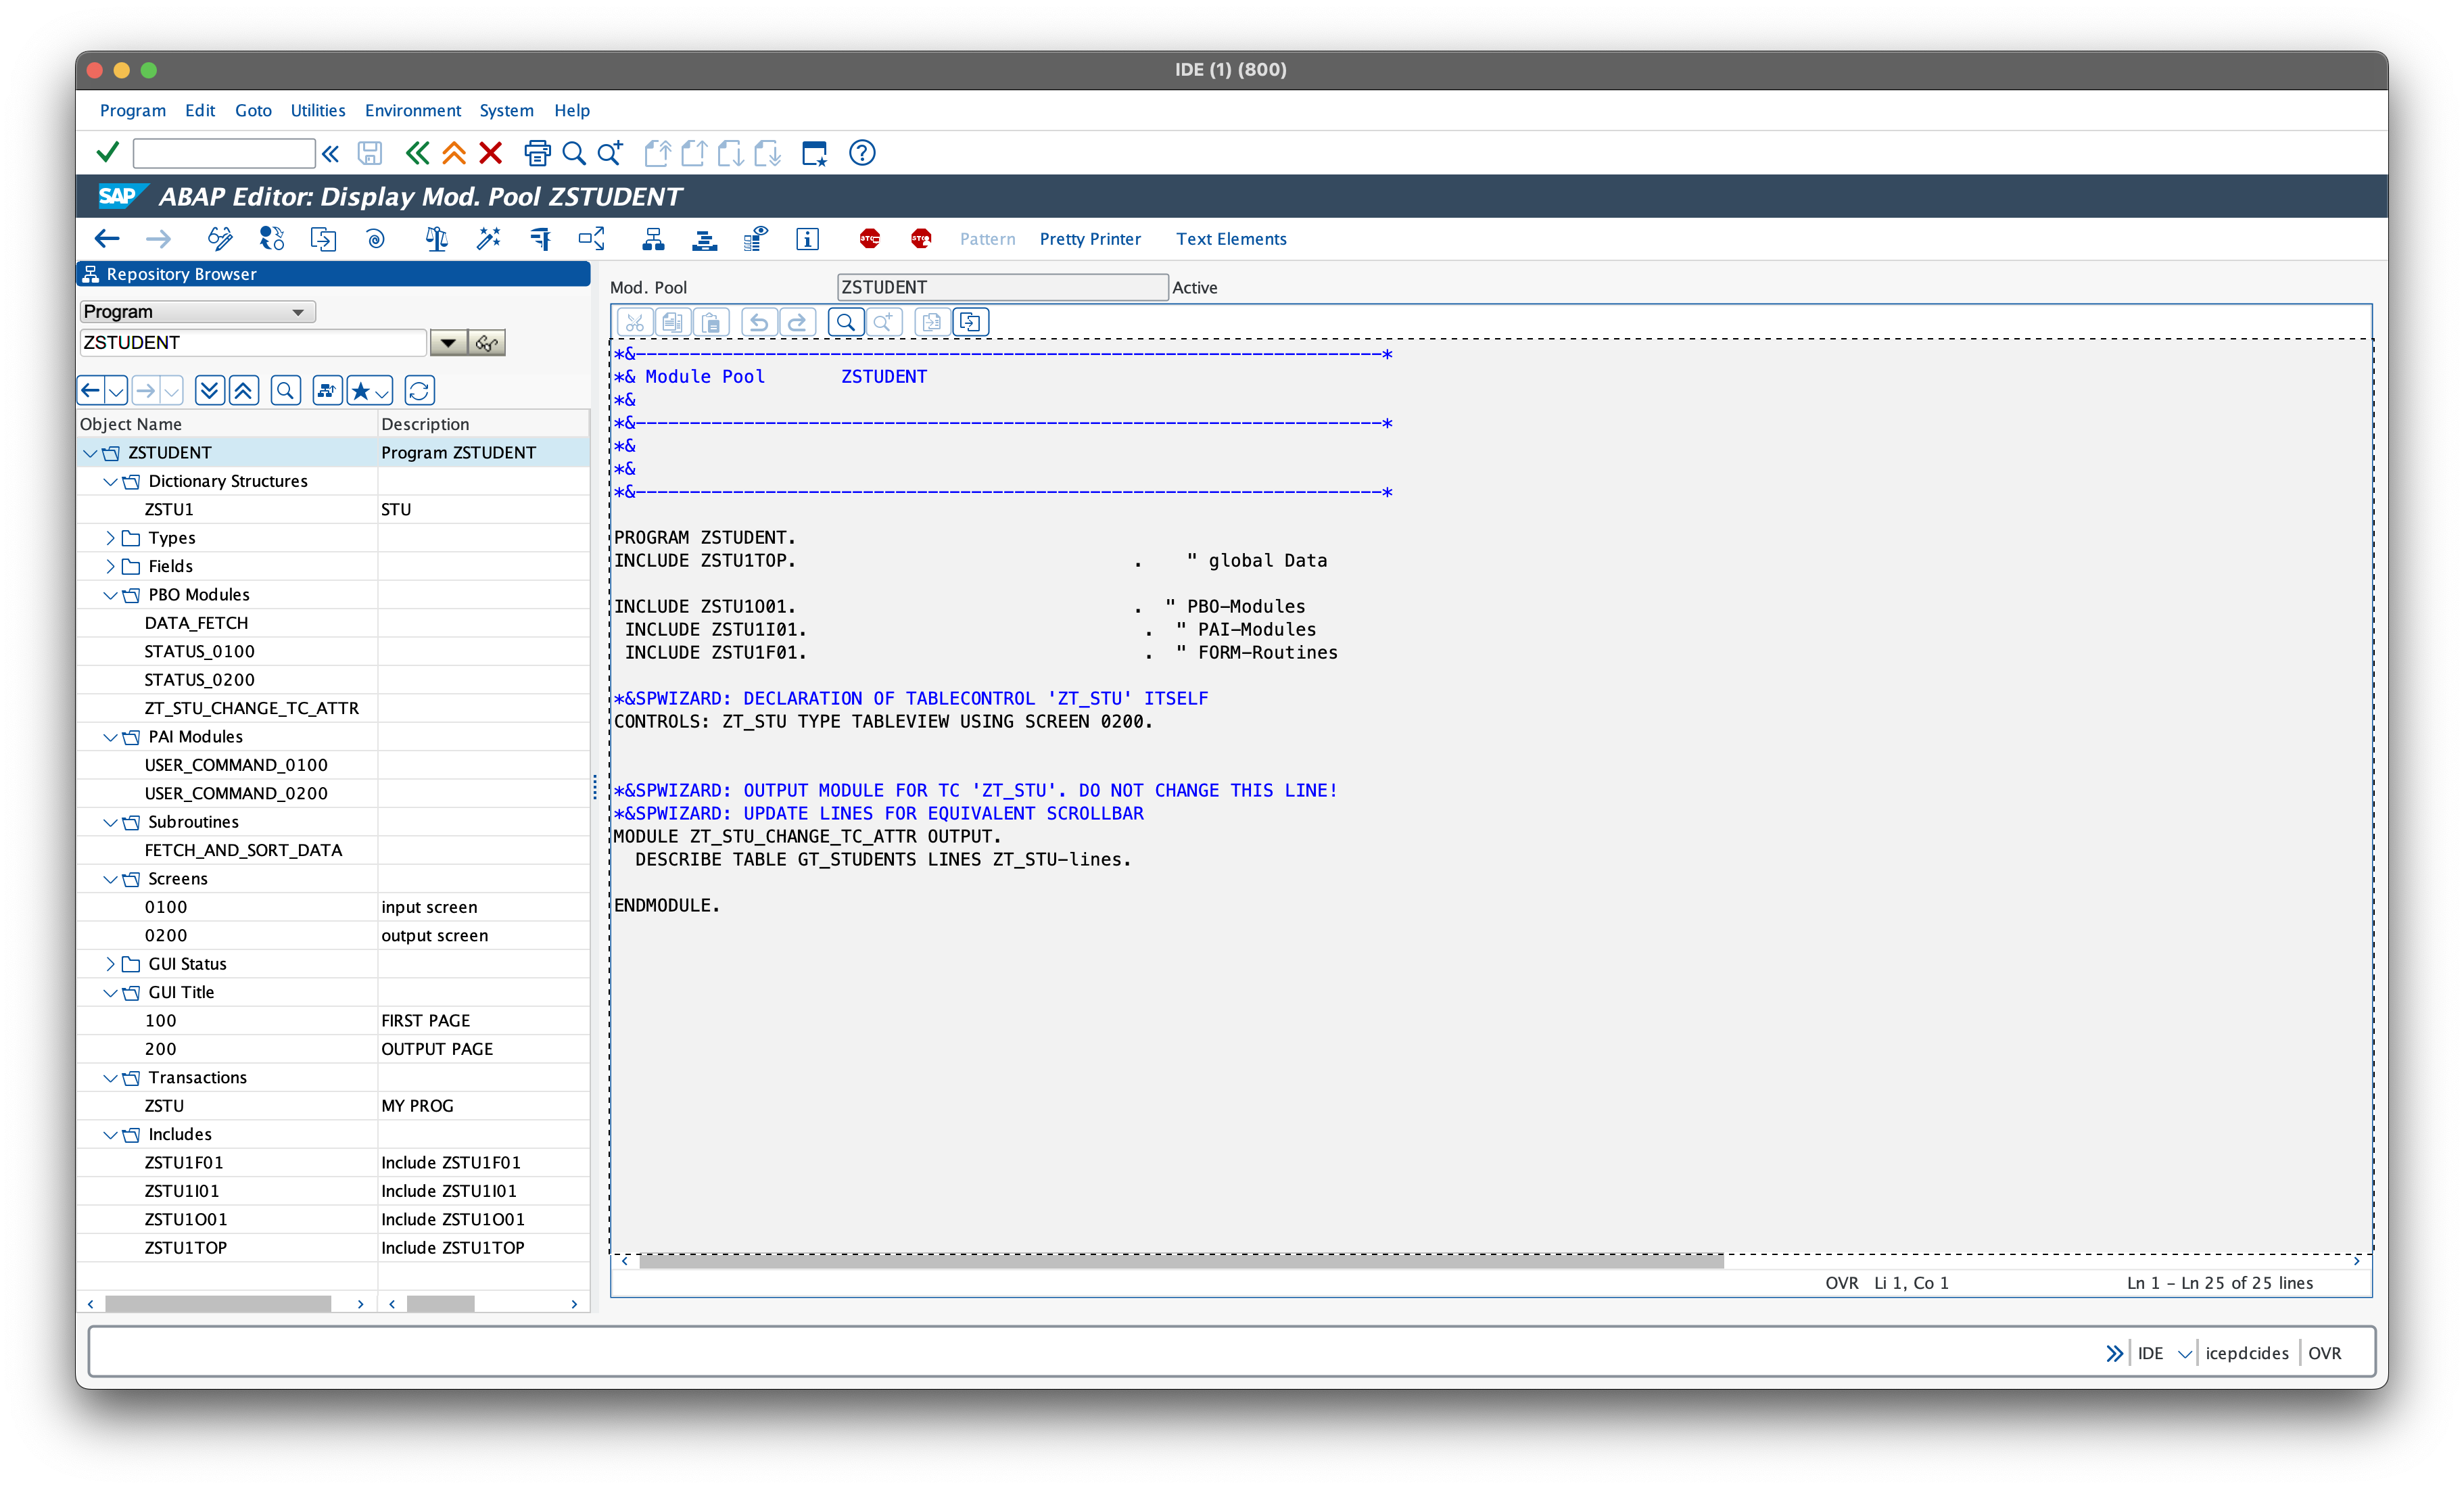 IDE (1) (800)
Program Edit Goto Utilities Environment System Help
SAP ABAP Editor: Display Mod. Pool ZSTUDENT
Pattern Pretty Printer Text Elements
Repository Browser
Program
ZSTUDENT
Object Name Description
ZSTUDENT Program ZSTUDENT
Dictionary Structures
ZSTU1 STU
Types
Fields
PBO Modules
DATA_FETCH
STATUS_0100
STATUS_0200
ZT_STU_CHANGE_TC_ATTR
PAI Modules
USER_COMMAND_0100
USER_COMMAND_0200
Subroutines
FETCH_AND_SORT_DATA
Screens
0100 input screen
0200 output screen
GUI Status
GUI Title
100 FIRST PAGE
200 OUTPUT PAGE
Transactions
ZSTU MY PROG
Includes
ZSTU1F01 Include ZSTU1F01
ZSTU1I01 Include ZSTU1I01
ZSTU1O01 Include ZSTU1O01
ZSTU1TOP Include ZSTU1TOP
Mod. Pool ZSTUDENT Active
*&---------------------------------------------------------------------*
*& Module Pool       ZSTUDENT
*&
*&---------------------------------------------------------------------*
*&
*&
*&---------------------------------------------------------------------*
PROGRAM ZSTUDENT.
INCLUDE ZSTU1TOP.                               .    " global Data
INCLUDE ZSTU1O01.                               .  " PBO-Modules
 INCLUDE ZSTU1I01.                               .  " PAI-Modules
 INCLUDE ZSTU1F01.                               .  " FORM-Routines
*&SPWIZARD: DECLARATION OF TABLECONTROL 'ZT_STU' ITSELF
CONTROLS: ZT_STU TYPE TABLEVIEW USING SCREEN 0200.
*&SPWIZARD: OUTPUT MODULE FOR TC 'ZT_STU'. DO NOT CHANGE THIS LINE!
*&SPWIZARD: UPDATE LINES FOR EQUIVALENT SCROLLBAR
MODULE ZT_STU_CHANGE_TC_ATTR OUTPUT.
  DESCRIBE TABLE GT_STUDENTS LINES ZT_STU-lines.
ENDMODULE.
OVR Li 1, Co 1 Ln 1 - Ln 25 of 25 lines
IDE icepdcides OVR